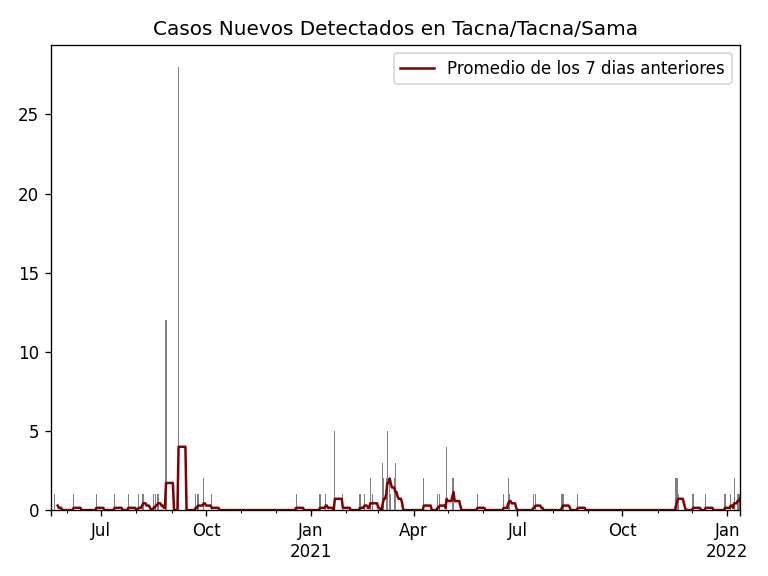 Casos Nuevos Detectados en Tacna/Tacna/Sama
Promedio de los 7 dias anteriores
25
20
15
10
5
0
Jul
Oct
Jan
2021
Apr
Jul
Oct
Jan
2022